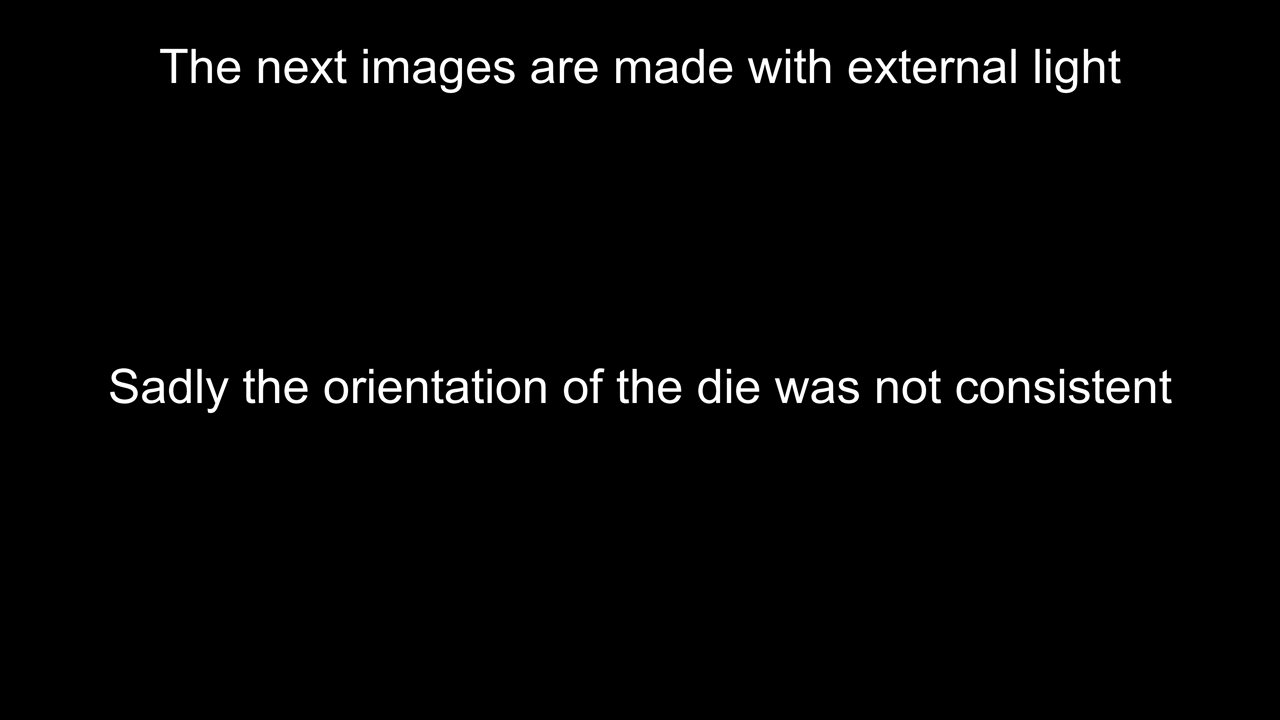 The next images are made with external light
Sadly the orientation of the die was not consistent